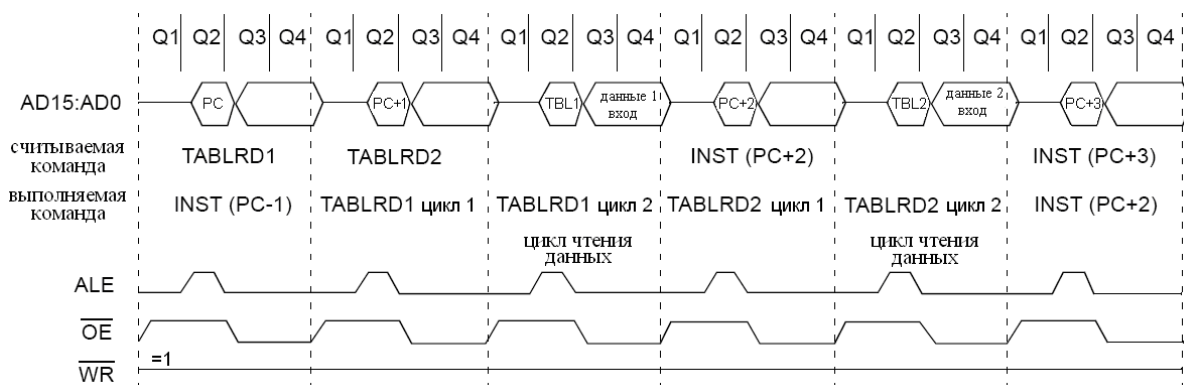 Q1 Q2 Q3 Q4 Q1 Q2 Q3 Q4 Q1 Q2 Q3 Q4 Q1 Q2 Q3 Q4 Q1 Q2 Q3 Q4 Q1 Q2 Q3 Q4
AD15:AD0 PC PC+1 TBL1 данные 1 вход PC+2 TBL2 данные 2 вход PC+3
считываемая команда TABLRD1 TABLRD2 INST (PC+2) INST (PC+3)
выполняемая команда INST (PC-1) TABLRD1 цикл 1 TABLRD1 цикл 2 TABLRD2 цикл 1 TABLRD2 цикл 2 INST (PC+2)
цикл чтения данных цикл чтения данных
ALE
OE
=1
WR